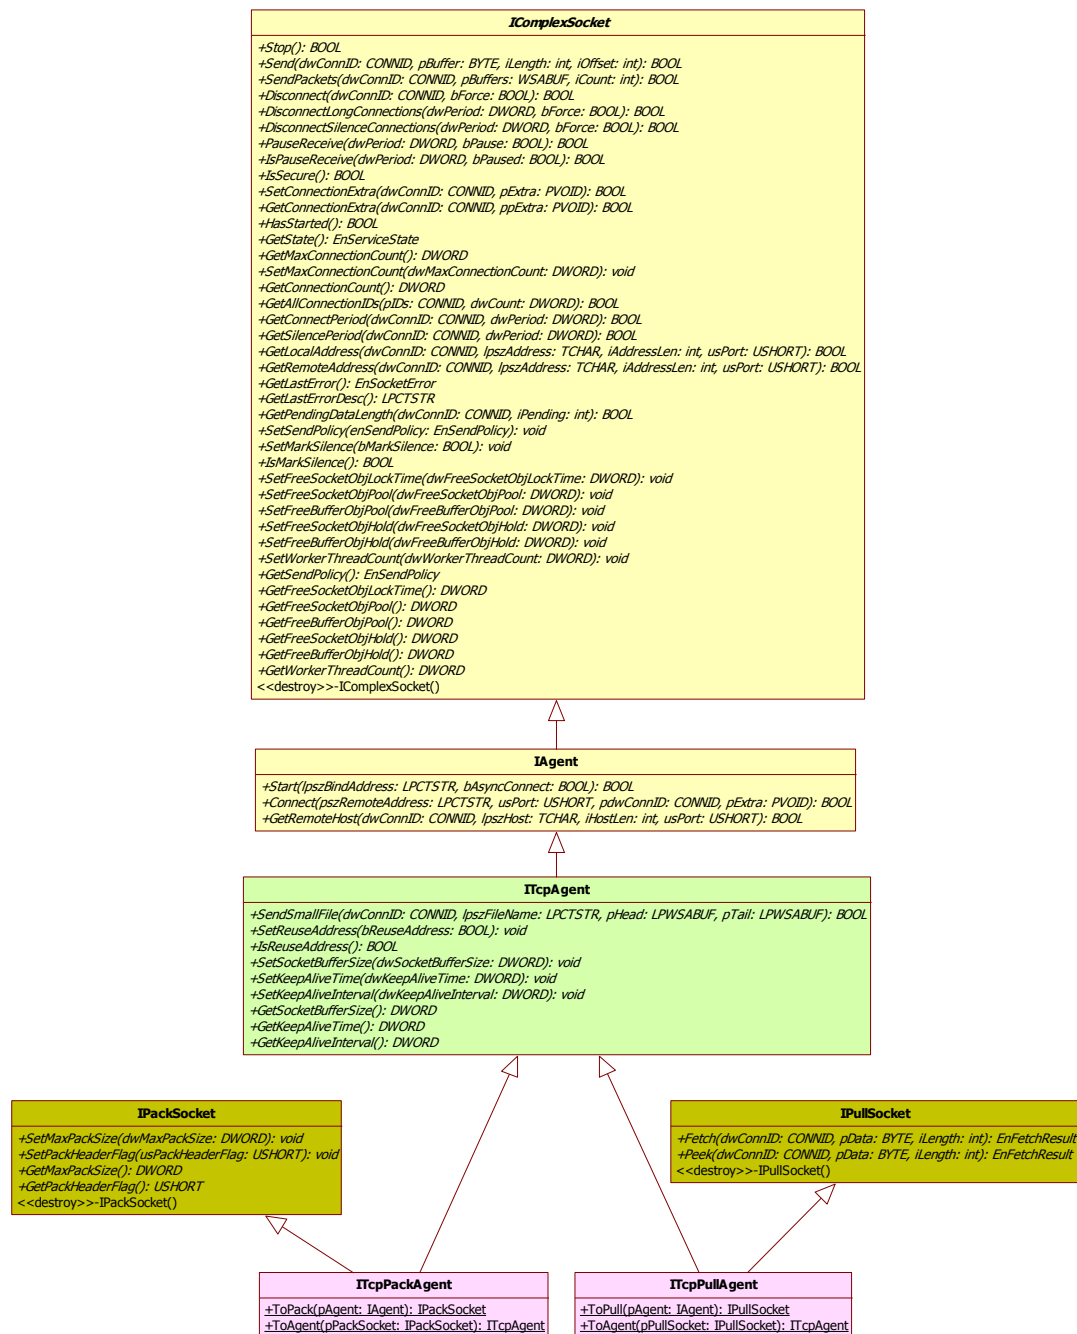 IComplexSocket
+Stop(): BOOL
+Send(dwConnID: CONNID, pBuffer: BYTE, iLength: int, iOffset: int): BOOL
+SendPackets(dwConnID: CONNID, pBuffers: WSABUF, iCount: int): BOOL
+Disconnect(dwConnID: CONNID, bForce: BOOL): BOOL
+DisconnectLongConnections(dwPeriod: DWORD, bForce: BOOL): BOOL
+DisconnectSilenceConnections(dwPeriod: DWORD, bForce: BOOL): BOOL
+PauseReceive(dwPeriod: DWORD, bPause: BOOL): BOOL
+IsPauseReceive(dwPeriod: DWORD, bPaused: BOOL): BOOL
+IsSecure(): BOOL
+SetConnectionExtra(dwConnID: CONNID, pExtra: PVOID): BOOL
+GetConnectionExtra(dwConnID: CONNID, ppExtra: PVOID): BOOL
+HasStarted(): BOOL
+GetState(): EnServiceState
+GetMaxConnectionCount(): DWORD
+SetMaxConnectionCount(dwMaxConnectionCount: DWORD): void
+GetConnectionCount(): DWORD
+GetAllConnectionIDs(pIDs: CONNID, dwCount: DWORD): BOOL
+GetConnectPeriod(dwConnID: CONNID, dwPeriod: DWORD): BOOL
+GetSilencePeriod(dwConnID: CONNID, dwPeriod: DWORD): BOOL
+GetLocalAddress(dwConnID: CONNID, lpszAddress: TCHAR, iAddressLen: int, usPort: USHORT): BOOL
+GetRemoteAddress(dwConnID: CONNID, lpszAddress: TCHAR, iAddressLen: int, usPort: USHORT): BOOL
+GetLastError(): EnSocketError
+GetLastErrorDesc(): LPCTSTR
+GetPendingDataLength(dwConnID: CONNID, iPending: int): BOOL
+SetSendPolicy(enSendPolicy: EnSendPolicy): void
+SetMarkSilence(bMarkSilence: BOOL): void
+IsMarkSilence(): BOOL
+SetFreeSocketObjLockTime(dwFreeSocketObjLockTime: DWORD): void
+SetFreeSocketObjPool(dwFreeSocketObjPool: DWORD): void
+SetFreeBufferObjPool(dwFreeBufferObjPool: DWORD): void
+SetFreeSocketObjHold(dwFreeSocketObjHold: DWORD): void
+SetFreeBufferObjHold(dwFreeBufferObjHold: DWORD): void
+SetWorkerThreadCount(dwWorkerThreadCount: DWORD): void
+GetSendPolicy(): EnSendPolicy
+GetFreeSocketObjLockTime(): DWORD
+GetFreeSocketObjPool(): DWORD
+GetFreeBufferObjPool(): DWORD
+GetFreeSocketObjHold(): DWORD
+GetFreeBufferObjHold(): DWORD
+GetWorkerThreadCount(): DWORD
<<destroy>>-IComplexSocket()
IAgent
+Start(lpszBindAddress: LPCTSTR, bAsyncConnect: BOOL): BOOL
+Connect(pszRemoteAddress: LPCTSTR, usPort: USHORT, pdwConnID: CONNID, pExtra: PVOID): BOOL
+GetRemoteHost(dwConnID: CONNID, lpszHost: TCHAR, iHostLen: int, usPort: USHORT): BOOL
ITcpAgent
+SendSmallFile(dwConnID: CONNID, lpszFileName: LPCTSTR, pHead: LPWSABUF, pTail: LPWSABUF): BOOL
+SetReuseAddress(bReuseAddress: BOOL): void
+IsReuseAddress(): BOOL
+SetSocketBufferSize(dwSocketBufferSize: DWORD): void
+SetKeepAliveTime(dwKeepAliveTime: DWORD): void
+SetKeepAliveInterval(dwKeepAliveInterval: DWORD): void
+GetSocketBufferSize(): DWORD
+GetKeepAliveTime(): DWORD
+GetKeepAliveInterval(): DWORD
IPackSocket
+SetMaxPackSize(dwMaxPackSize: DWORD): void
+SetPackHeaderFlag(usPackHeaderFlag: USHORT): void
+GetMaxPackSize(): DWORD
+GetPackHeaderFlag(): USHORT
<<destroy>>-IPackSocket()
IPullSocket
+Fetch(dwConnID: CONNID, pData: BYTE, iLength: int): EnFetchResult
+Peek(dwConnID: CONNID, pData: BYTE, iLength: int): EnFetchResult
<<destroy>>-IPullSocket()
ITcpPackAgent
+ToPack(pAgent: IAgent): IPackSocket
+ToAgent(pPackSocket: IPackSocket): ITcpAgent
ITcpPullAgent
+ToPull(pAgent: IAgent): IPullSocket
+ToAgent(pPullSocket: IPullSocket): ITcpAgent